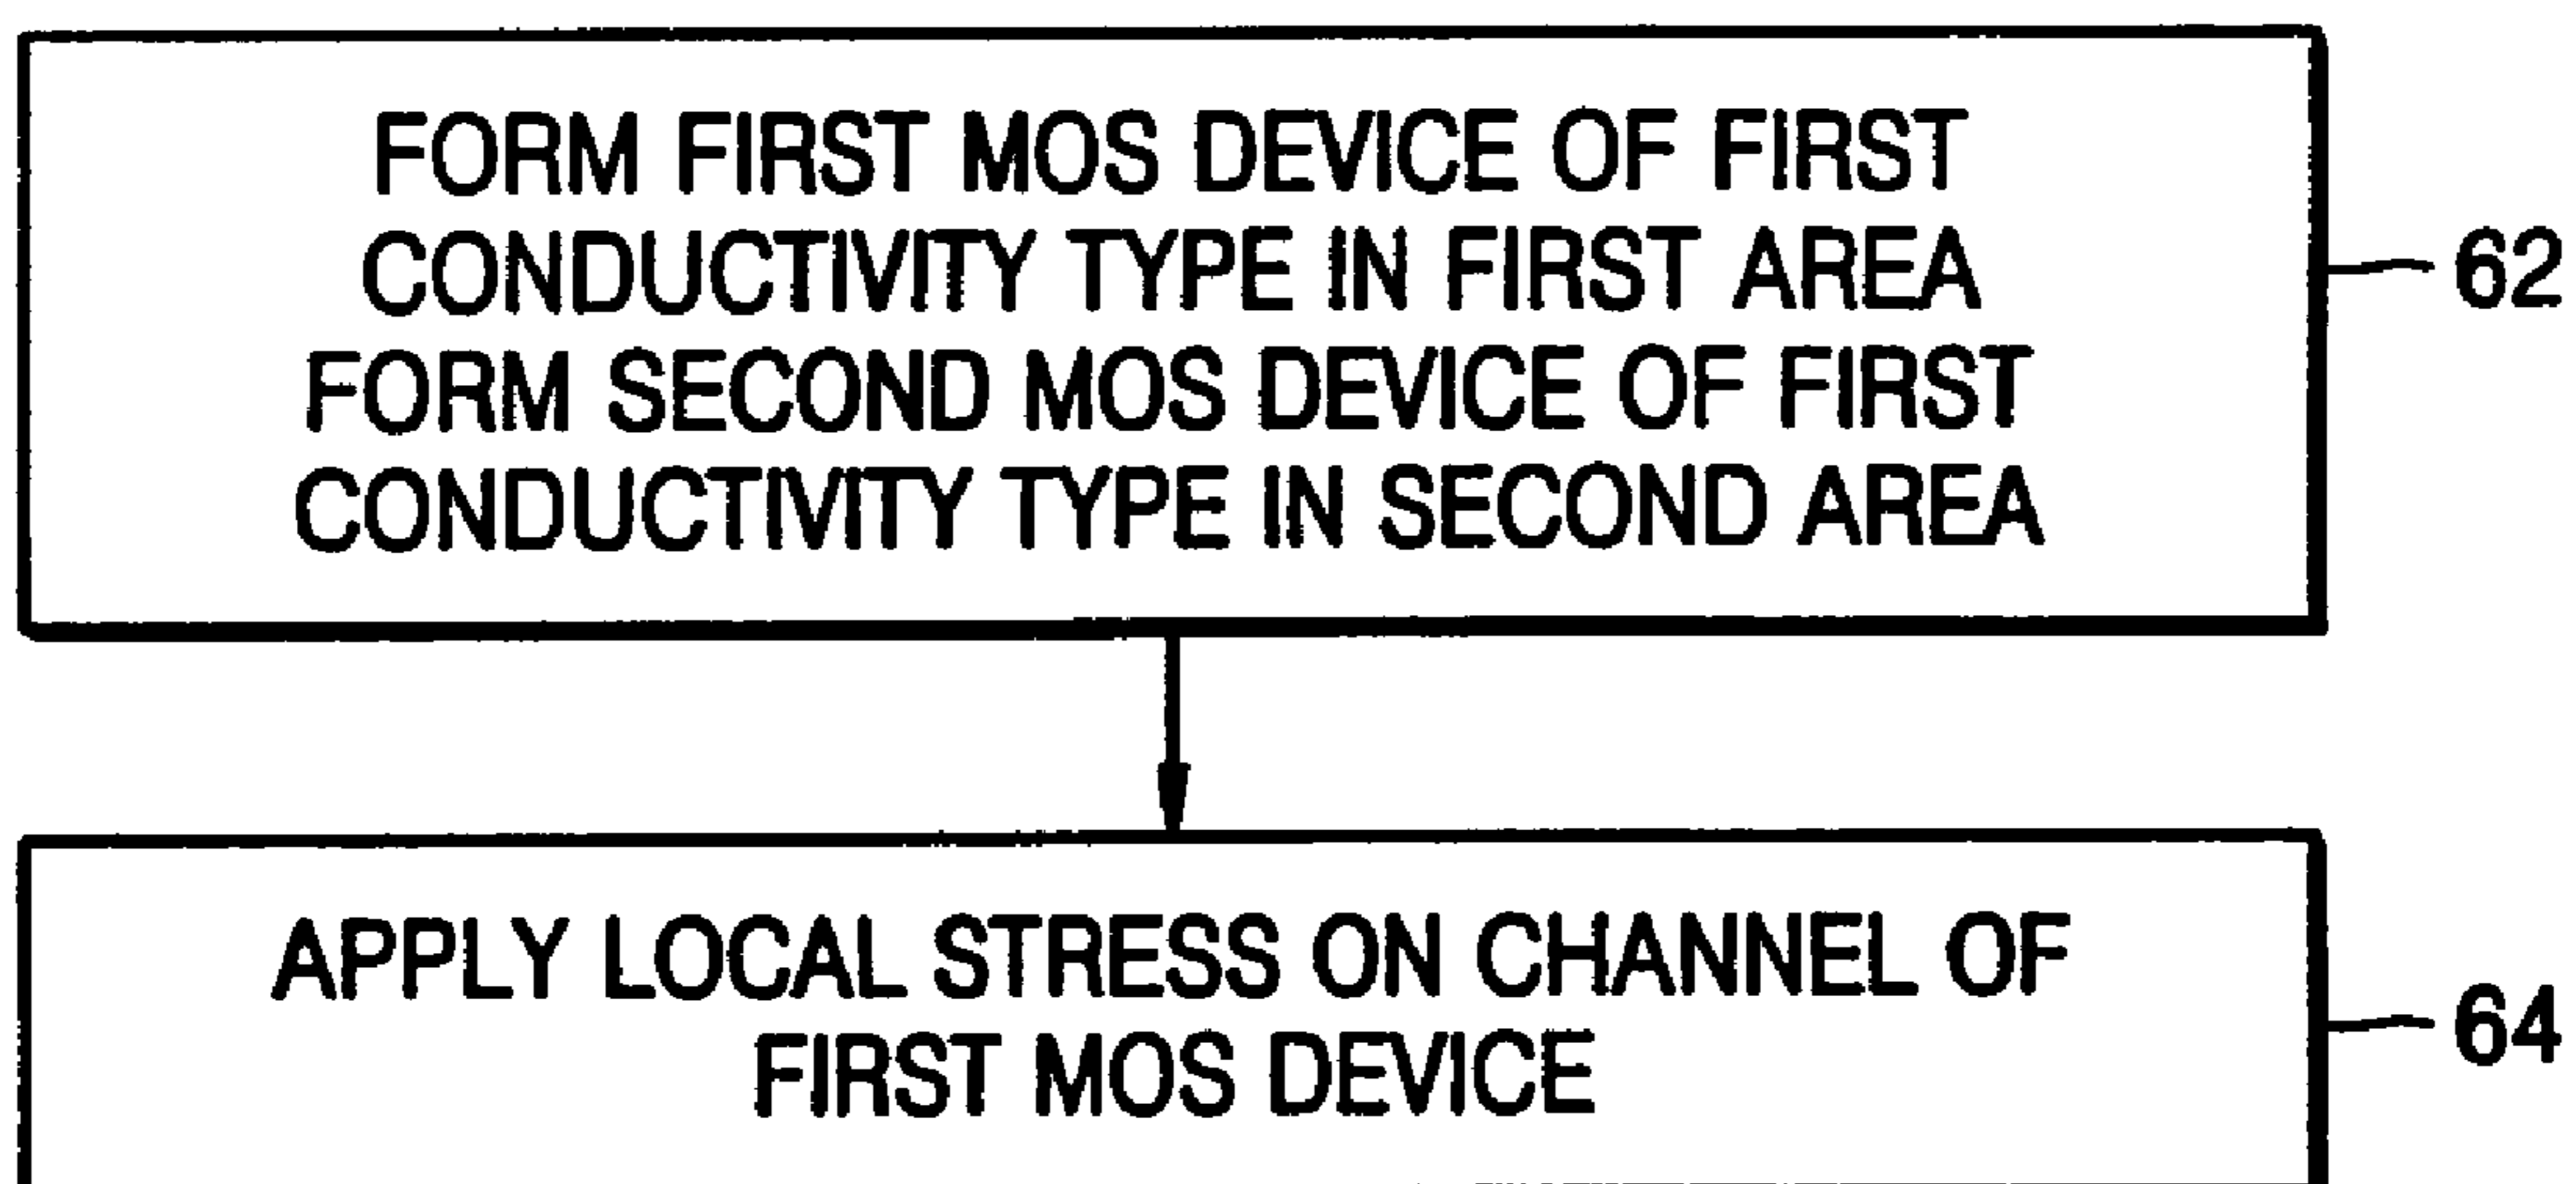 FORM FIRST MOS DEVICE OF FIRST
CONDUCTIVITY TYPE IN FIRST AREA
FORM SECOND MOS DEVICE OF FIRST
CONDUCTIVITY TYPE IN SECOND AREA
62
APPLY LOCAL STRESS ON CHANNEL OF
FIRST MOS DEVICE
64